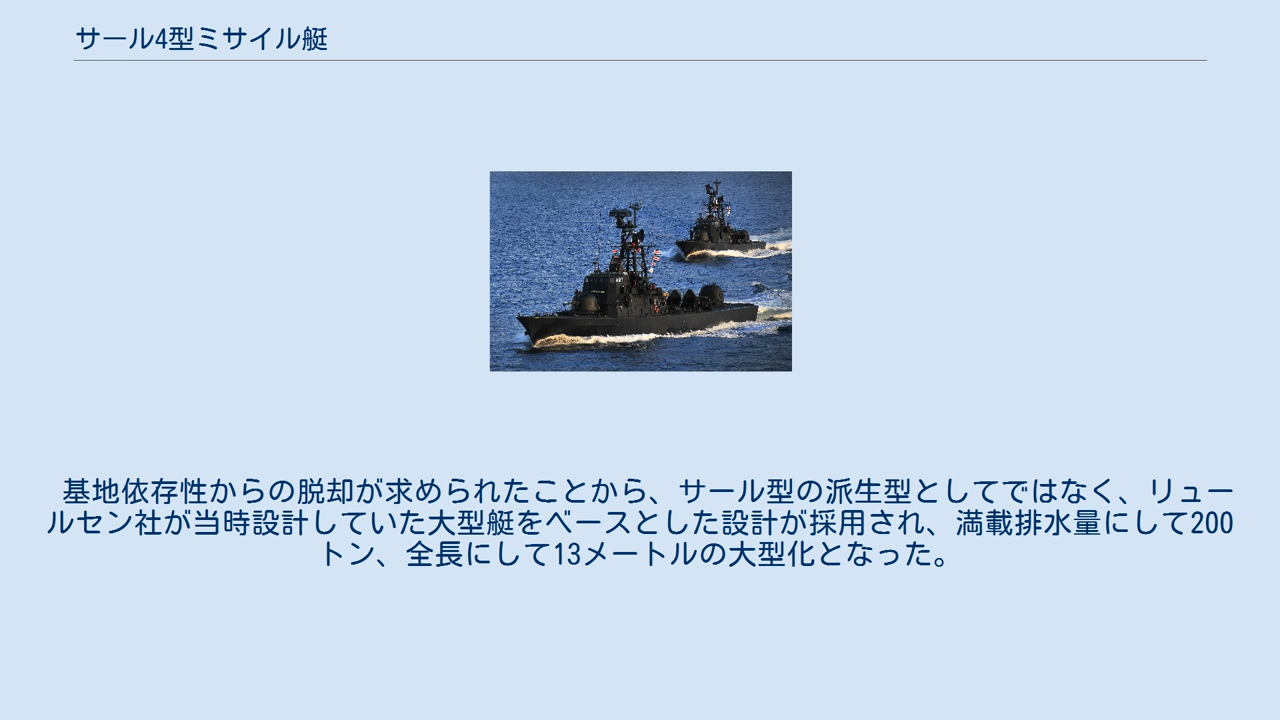 サール4型ミサイル艇
基地依存性からの脱却が求められたことから、サール型の派生型としてではなく、リュー
ルセン社が当時設計していた大型艇をベースとした設計が採用され、満載排水量にして200
トン、全長にして13メートルの大型化となった。